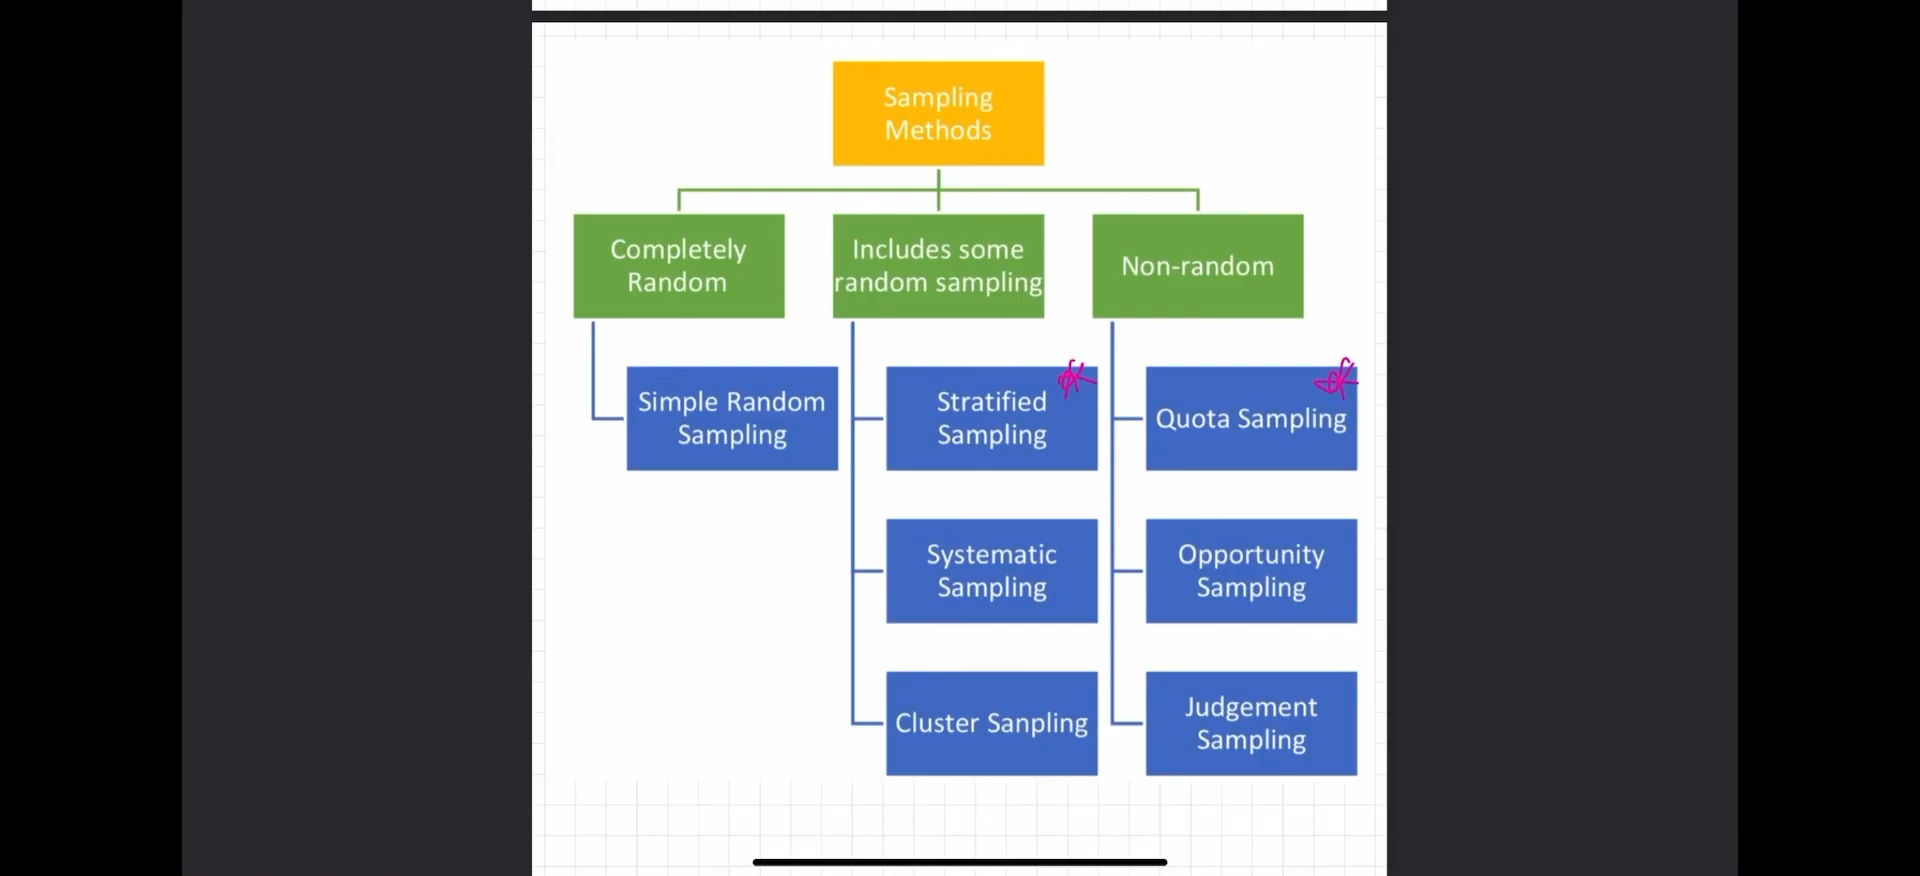 Sampling
Methods
Completely
Random
Includes some
random sampling
Non-random
Simple Random
Sampling
Stratified
Sampling
Quota Sampling
Systematic
Sampling
Opportunity
Sampling
Cluster Sanpling
Judgement
Sampling